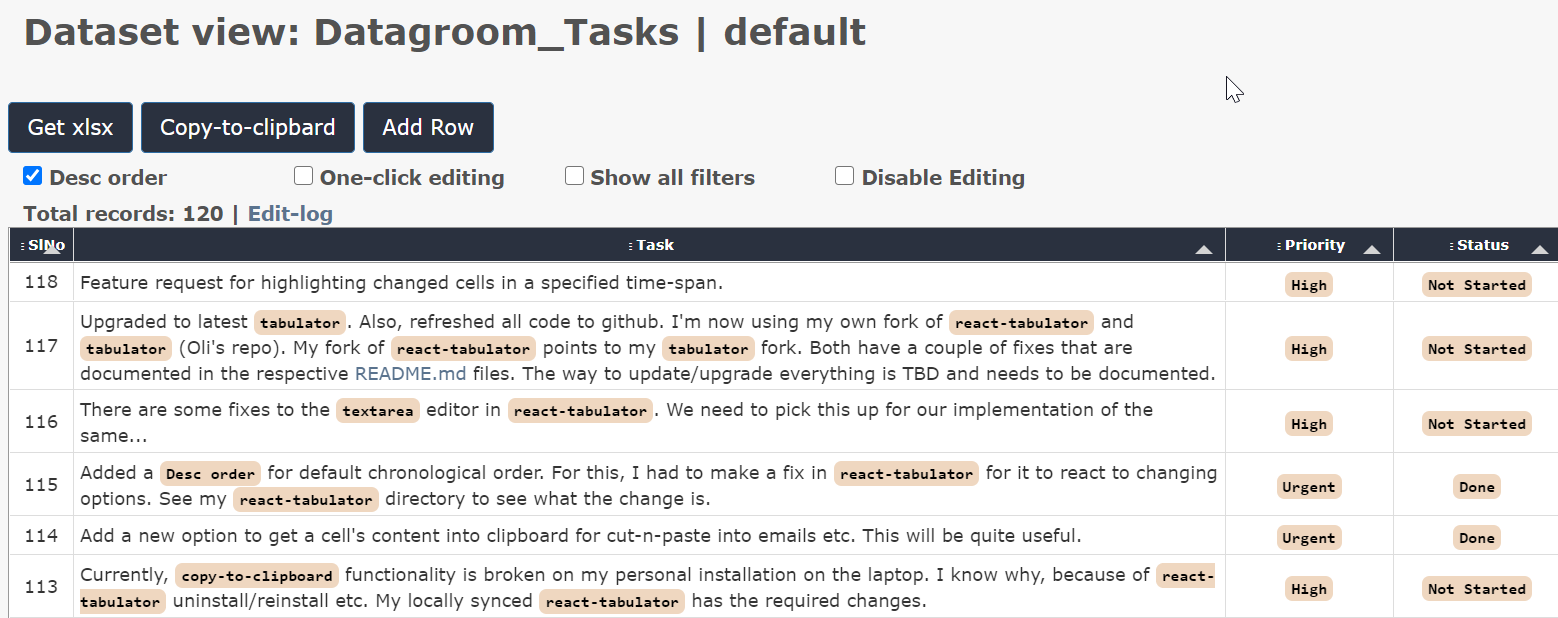 Dataset view: Datagroom_Tasks | default
Get xlsx Copy-to-clipbard Add Row
Desc order One-click editing Show all filters Disable Editing
Total records: 120 | Edit-log
SlNo Task Priority Status
118 Feature request for highlighting changed cells in a specified time-span. High Not Started
Upgraded to latest tabulator. Also, refreshed all code to github. I'm now using my own fork of react-tabulator and
117 tabulator (Oli's repo). My fork of react-tabulator points to my tabulator fork. Both have a couple of fixes that are High Not Started
documented in the respective README.md files. The way to update/upgrade everything is TBD and needs to be documented.
There are some fixes to the textarea editor in react-tabulator. We need to pick this up for our implementation of the
116 same... High Not Started
Added a Desc order for default chronological order. For this, I had to make a fix in react-tabulator for it to react to changing
115 options. See my react-tabulator directory to see what the change is. Urgent Done
114 Add a new option to get a cell's content into clipboard for cut-n-paste into emails etc. This will be quite useful. Urgent Done
Currently, copy-to-clipboard functionality is broken on my personal installation on the laptop. I know why, because of react-
113 tabulator uninstall/reinstall etc. My locally synced react-tabulator has the required changes. High Not Started